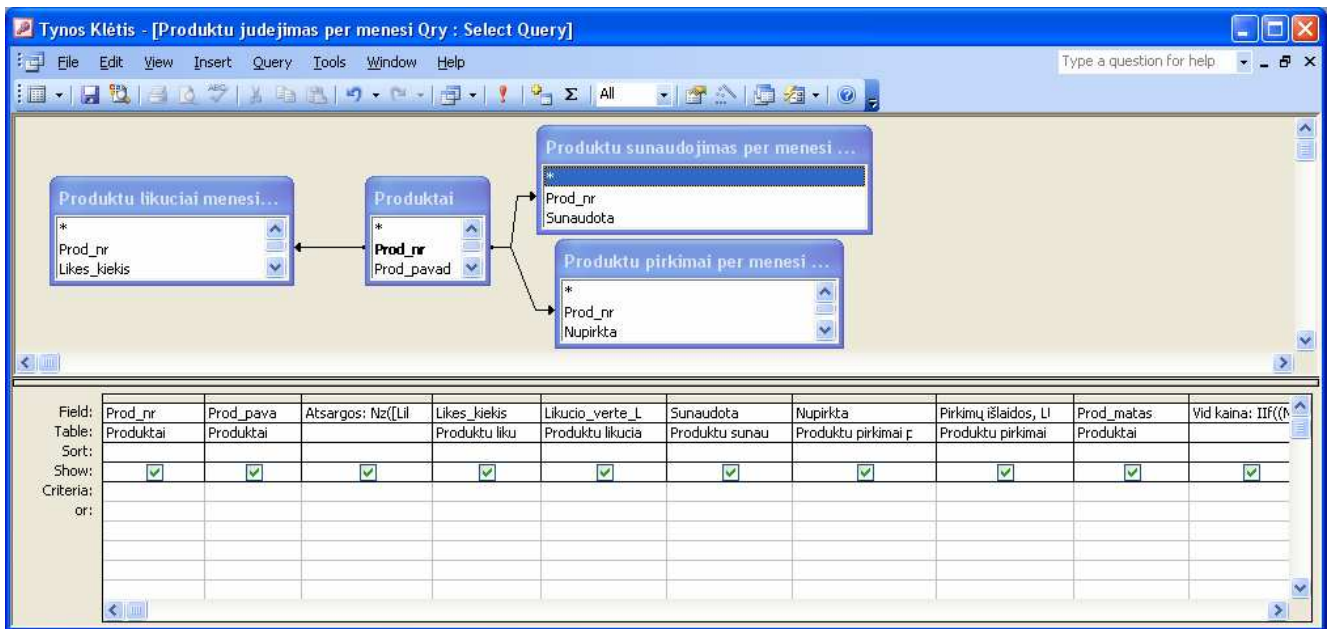 Tynos Klėtis - [Produktu judejimas per menesi Qry : Select Query]
File Edit View Insert Query Tools Window Help Type a question for help
All
Produktu sunaudojimas per menesi ...
*
Prod_nr
Sunaudota
Produktu likuciai menesi...
*
Prod_nr
Likes_kiekis
Produktai
*
Prod_nr
Prod_pavad
Produktu pirkimai per menesi ...
*
Prod_nr
Nupirkta
Field: Prod_nr Prod_pava Atsargos: Nz([Lil Likes_kiekis Likucio_verte_L Sunaudota Nupirkta Pirkimų išlaidos, Prod_matas Vid kaina: IIf((
Table: Produktai Produktai Produktu liku Produktu likucia Produktu sunau Produktu pirkimai p Produktu pirkimai Produktai
Sort:
Show:
Criteria:
or: